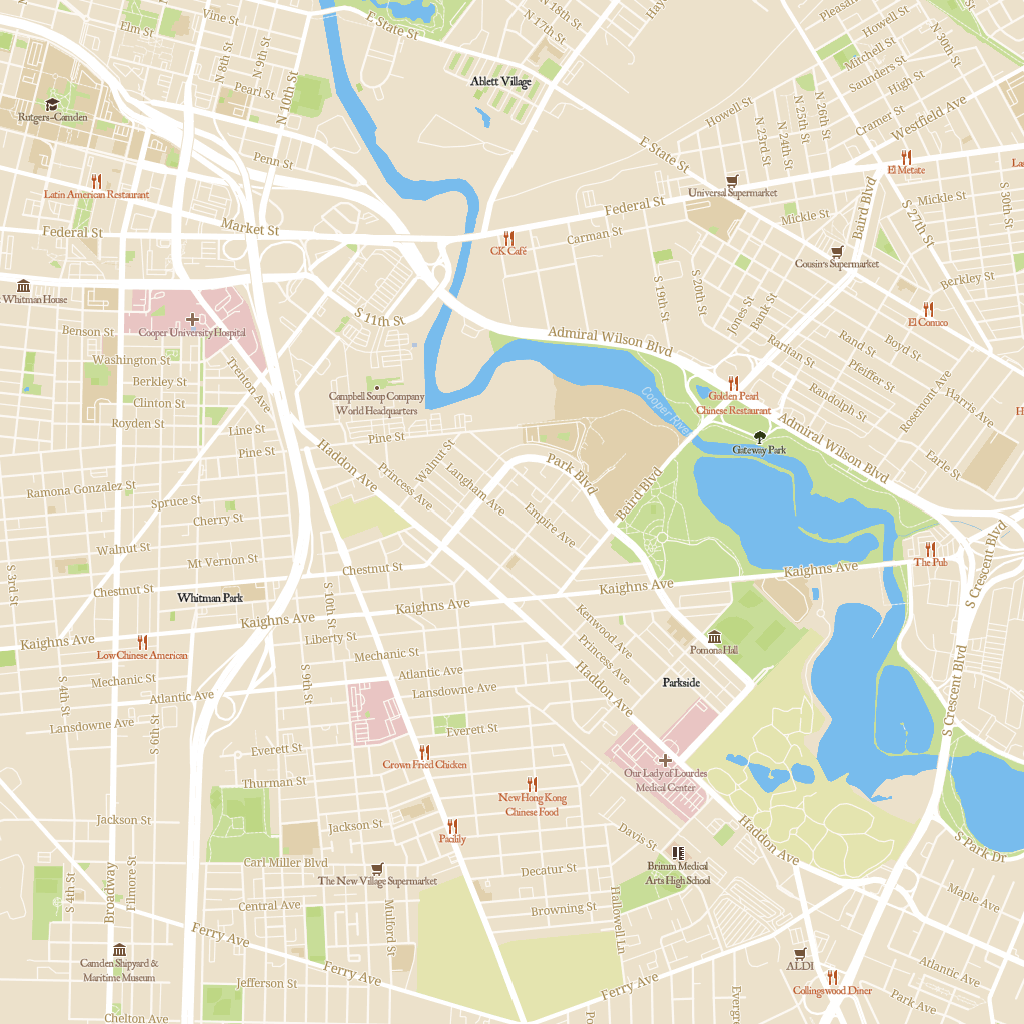 N 18th St
N 17th St
E State St
Vine St
Elm St
N 8th St
N 9th St
Pearl St
N 10th St
Howell St
Mitchell St
Saunders St
High St
N 30th St
Ablett Village
Rutgers–Camden
Howell St
N 23rd St
N 24th St
N 25th St
N 26th St
Cramer St
Westfield Ave
E State St
Penn St
El Metate
Latin American Restaurant
Universal Supermarket
Federal St
Mickle St
Mickle St
Baird Blvd
S 27th St
S 30th St
Federal St
Market St
CK Café
Carman St
Cousin's Supermarket
Berkley St
S 19th St
S 20th St
Whitman House
S 11th St
Jones St
Bank St
El Conuco
Cooper University Hospital
Benson St
Admiral Wilson Blvd
Raritan St
Rand St
Boyd St
Pfeiffer St
Washington St
Berkley St
Clinton St
Royden St
Trenton Ave
Campbell Soup Company
World Headquarters
Cooper River
Golden Pearl
Chinese Restaurant
Randolph St
Rosemont Ave
Harris Ave
Line St
Pine St
Pine St
Walnut St
Haddon Ave
Princess Ave
Langham Ave
Park Blvd
Gateway Park
Admiral Wilson Blvd
Earle St
Ramona Gonzalez St
Spruce St
Cherry St
Empire Ave
Baird Blvd
Walnut St
Mt Vernon St
Chestnut St
Chestnut St
S 3rd St
Whitman Park
S 10th St
Kaighns Ave
Kaighns Ave
Kaighns Ave
The Pub
S Crescent Blvd
Kaighns Ave
Kaighns Ave
Liberty St
Low Chinese American
Kenwood Ave
Princess Ave
Pomona Hall
Mechanic St
Mechanic St
Atlantic Ave
Atlantic Ave
Lansdowne Ave
Lansdowne Ave
S 4th St
S 6th St
S 9th St
Haddon Ave
Parkside
S Crescent Blvd
Everett St
Everett St
Crown Fried Chicken
Our Lady of Lourdes
Medical Center
Thurman St
New Hong Kong
Chinese Food
Jackson St
Jackson St
Pacilily
Davis St
Haddon Ave
S Park Dr
Carl Miller Blvd
The New Village Supermarket
Decatur St
Brimm Medical
Arts High School
S 4th St
Broadway
Filmore St
Central Ave
Mulford St
Browning St
Hallowell Ln
Maple Ave
Ferry Ave
Camden Shipyard &
Maritime Museum
Ferry Ave
Jefferson St
Ferry Ave
ALDI
Collingswood Diner
Atlantic Ave
Park Ave
Chelton Ave